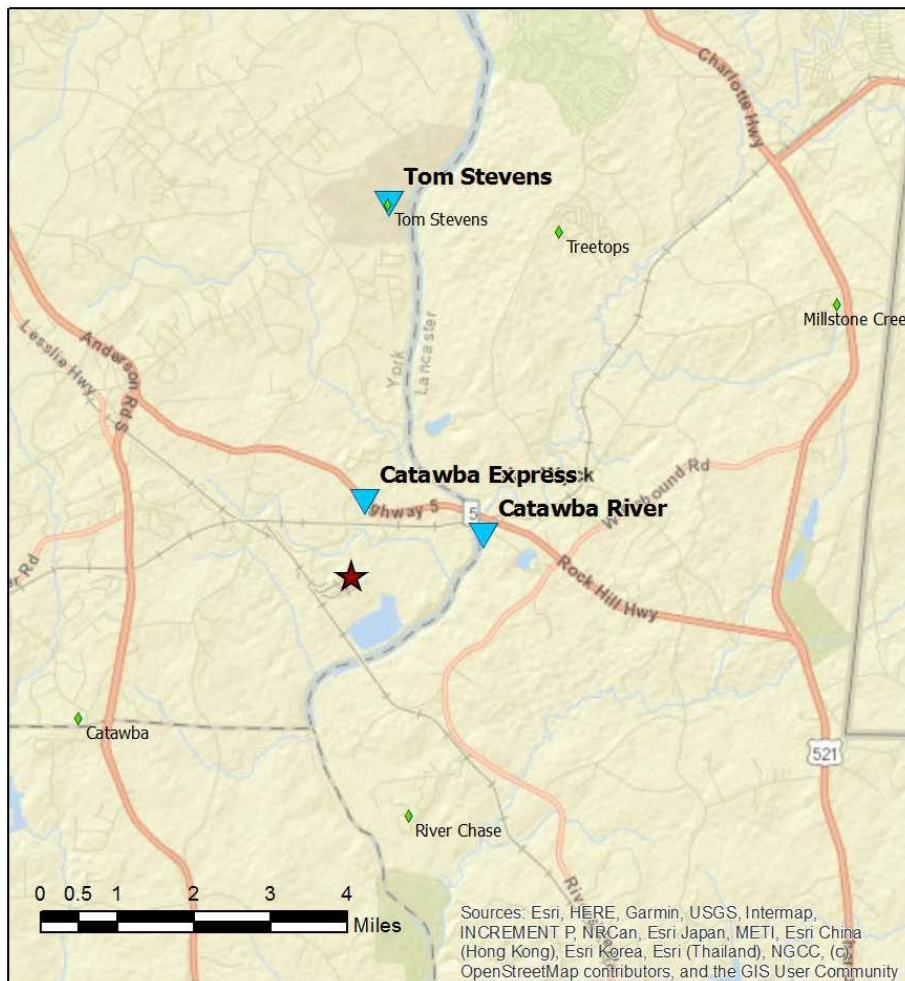 Charlotte Hwy
Tom Stevens
Tom Stevens
Treetops
Millstone Cree
York
Lancaster
Anderson Rd S
Lesslie Hwy
Catawba Express
ghway 5
5
Catawba River
Rock Hill Hwy
er Rd
Catawba
521
River Chase
0 0.5 1 2 3 4
Miles
Sources: Esri, HERE, Garmin, USGS, Intermap,
INCREMENT P, NRCan, Esri Japan, METI, Esri China
(Hong Kong), Esri Korea, Esri (Thailand), NGCC, (c)
OpenStreetMap contributors, and the GIS User Community